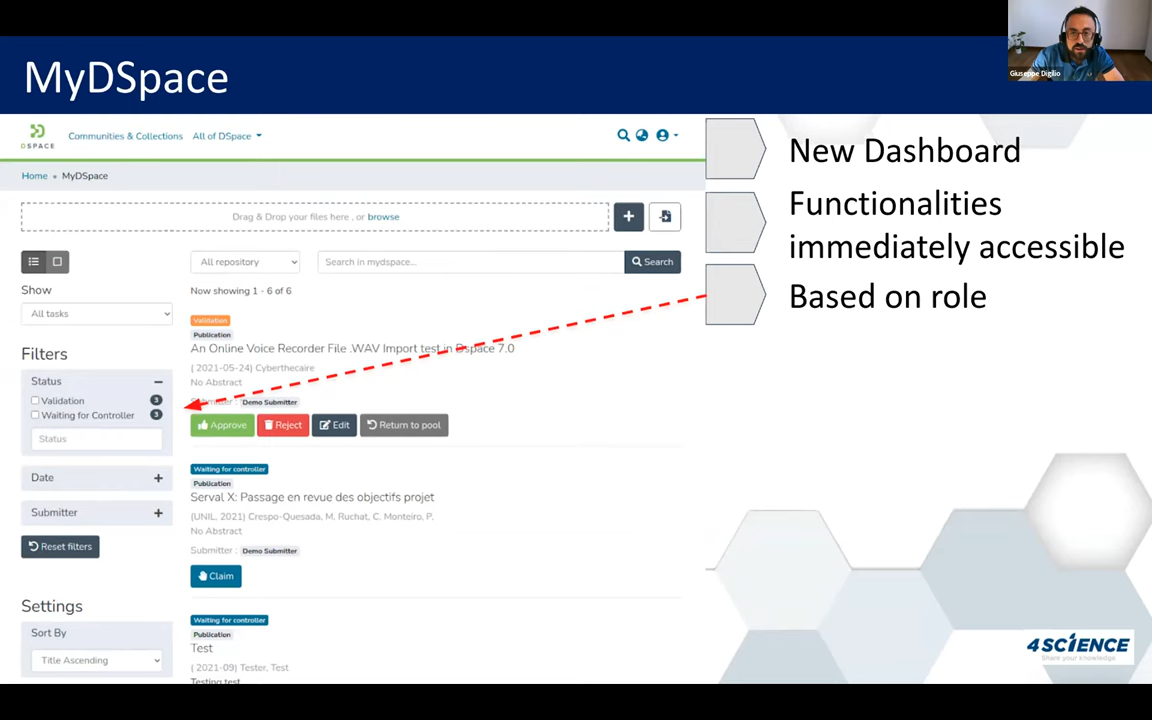 MyDSpace
Giuseppe Digilio
DSPACE
Communities & Collections All of DSpace
Home » MyDSpace
Drag & Drop your files here , or browse
All repository
Search in mydspace...
Search
Show
Now showing 1 - 6 of 6
All tasks
Validation
Publication
An Online Voice Recorder File .WAV Import test in Dspace 7.0
( 2021-05-24) Cyberthecaire
No Abstract
Submitter : Demo Submitter
Approve Reject Edit Return to pool
Filters
Status
Validation 3
Waiting for Controller 3
Status
Date
Submitter
Reset filters
Waiting for controller
Publication
Serval X: Passage en revue des objectifs projet
(UNIL, 2021) Crespo-Quesada, M. Ruchat, C. Monteiro, P.
No Abstract
Submitter : Demo Submitter
Claim
Settings
Sort By
Title Ascending
Waiting for controller
Publication
Test
( 2021-09) Tester, Test
Testing test
New Dashboard
Functionalities
immediately accessible
Based on role
4SCIENCE
Share your knowledge